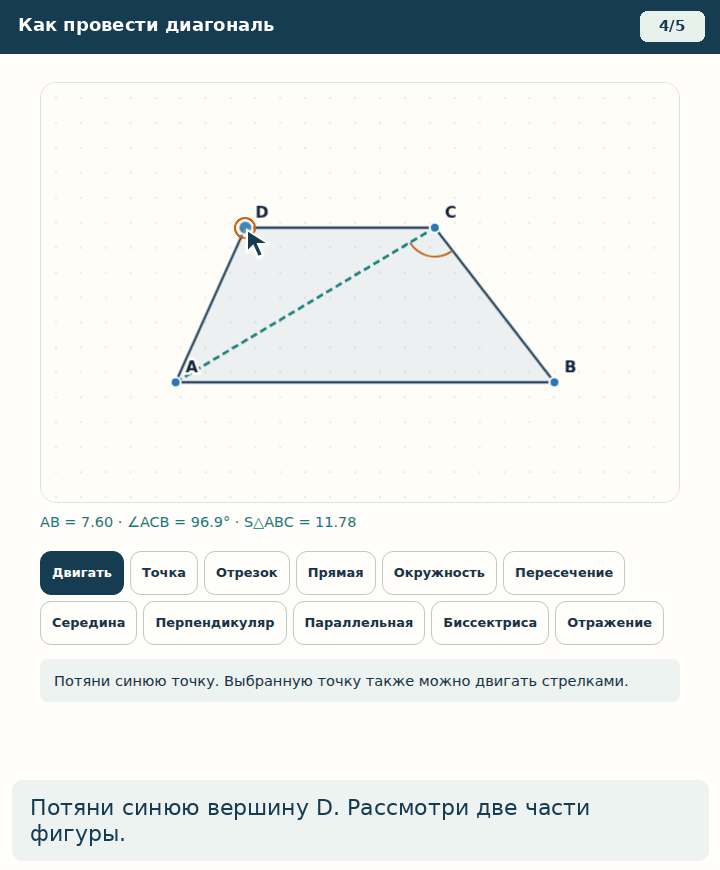 Как провести диагональ
4/5
D
C
A
B
AB = 7.60 · ∠ACB = 96.9° · S△ABC = 11.78
Двигать Точка Отрезок Прямая Окружность Пересечение
Середина Перпендикуляр Параллельная Биссектриса Отражение
Потяни синюю точку. Выбранную точку также можно двигать стрелками.
Потяни синюю вершину D. Рассмотри две части
фигуры.